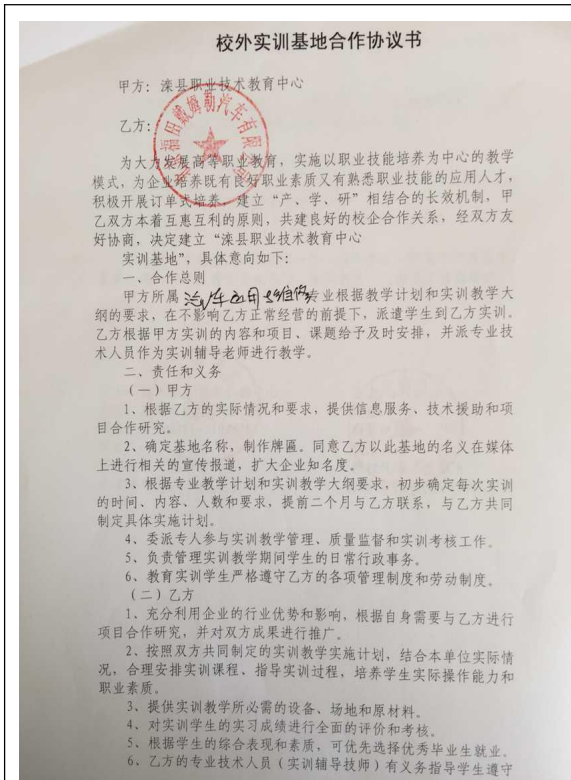 校外实训基地合作协议书
甲方：滦县职业技术教育中心
乙方：
福田戴姆勒汽车有限
为大力发展高等职业教育，实施以职业技能培养为中心的教学
模式，为企业培养既有良好职业素质又有熟悉职业技能的应用人才，
积极开展订单式培养，建立“产、学、研”相结合的长效机制，甲
乙双方本着互惠互利的原则，共建良好的校企合作关系，经双方友
好协商，决定建立“滦县职业技术教育中心
实训基地”，具体意向如下：
一、合作总则
甲方所属汽车应用与维修专业根据教学计划和实训教学大
纲的要求，在不影响乙方正常经营的前提下，派遣学生到乙方实训。
乙方根据甲方实训的内容和项目、课题给予及时安排，并派专业技
术人员作为实训辅导老师进行教学。
二、责任和义务
（一）甲方
1、根据乙方的实际情况和要求，提供信息服务、技术援助和项
目合作研究。
2、确定基地名称，制作牌匾。同意乙方以此基地的名义在媒体
上进行相关的宣传报道，扩大企业知名度。
3、根据专业教学计划和实训教学大纲要求，初步确定每次实训
的时间、内容、人数和要求，提前二个月与乙方联系，与乙方共同
制定具体实施计划。
4、委派专人参与实训教学管理、质量监督和实训考核工作。
5、负责管理实训教学期间学生的日常行政事务。
6、教育实训学生严格遵守乙方的各项管理制度和劳动制度。
（二）乙方
1、充分利用企业的行业优势和影响，根据自身需要与乙方进行
项目合作研究，并对双方成果进行推广。
2、按照双方共同制定的实训教学实施计划，结合本单位实际情
况，合理安排实训课程、指导实训过程，培养学生实际操作能力和
职业素质。
3、提供实训教学所必需的设备、场地和原材料。
4、对实训学生的实习成绩进行全面的评价和考核。
5、根据学生的综合表现和素质，可优先选择优秀毕业生就业。
6、乙方的专业技术人员（实训辅导技师）有义务指导学生遵守